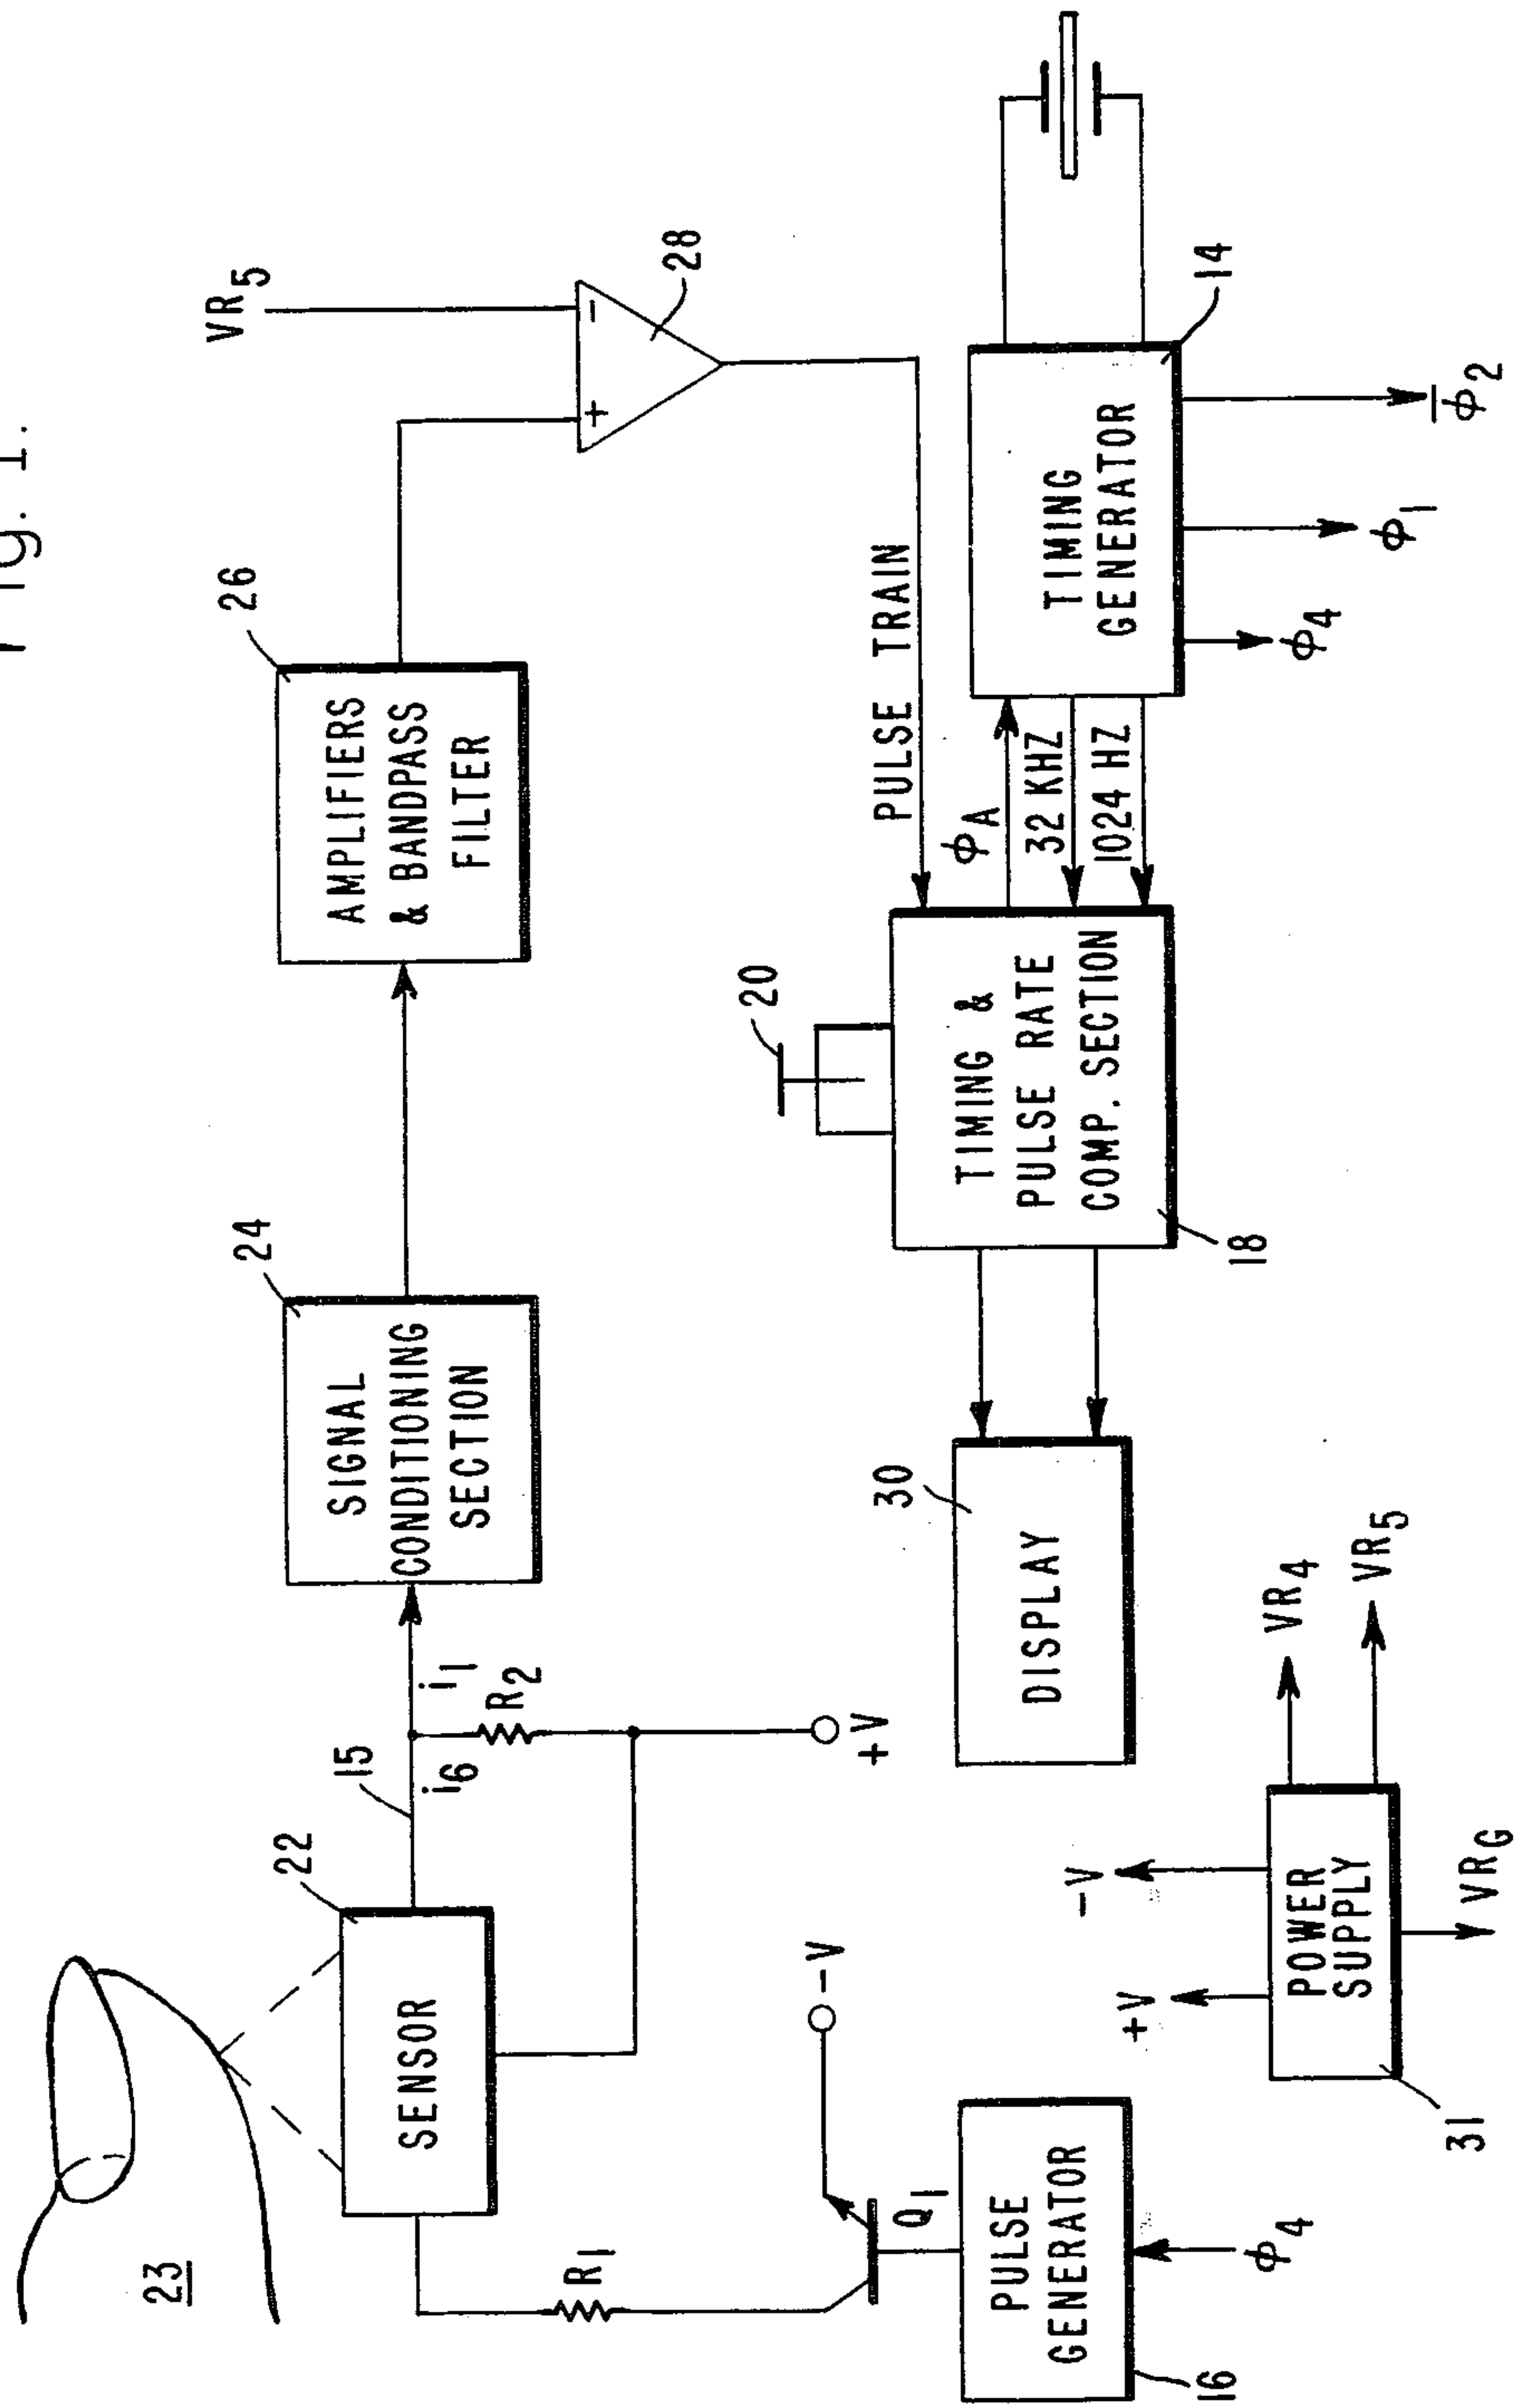 Fig. 1.
23
22
SENSOR
15
i6
i1
R2
+V
24
SIGNAL
CONDITIONING
SECTION
26
AMPLIFIERS
& BANDPASS
FILTER
VR5
+
-
28
R1
-V
Q1
PULSE
GENERATOR
16
ϕ4
+V
-V
POWER
SUPPLY
31
VR4
VR5
VRG
30
DISPLAY
20
TIMING &
PULSE RATE
COMP. SECTION
18
PULSE TRAIN
ϕA
32 KHZ
1024 HZ
TIMING
GENERATOR
14
ϕ4
ϕ1
ϕ̅2